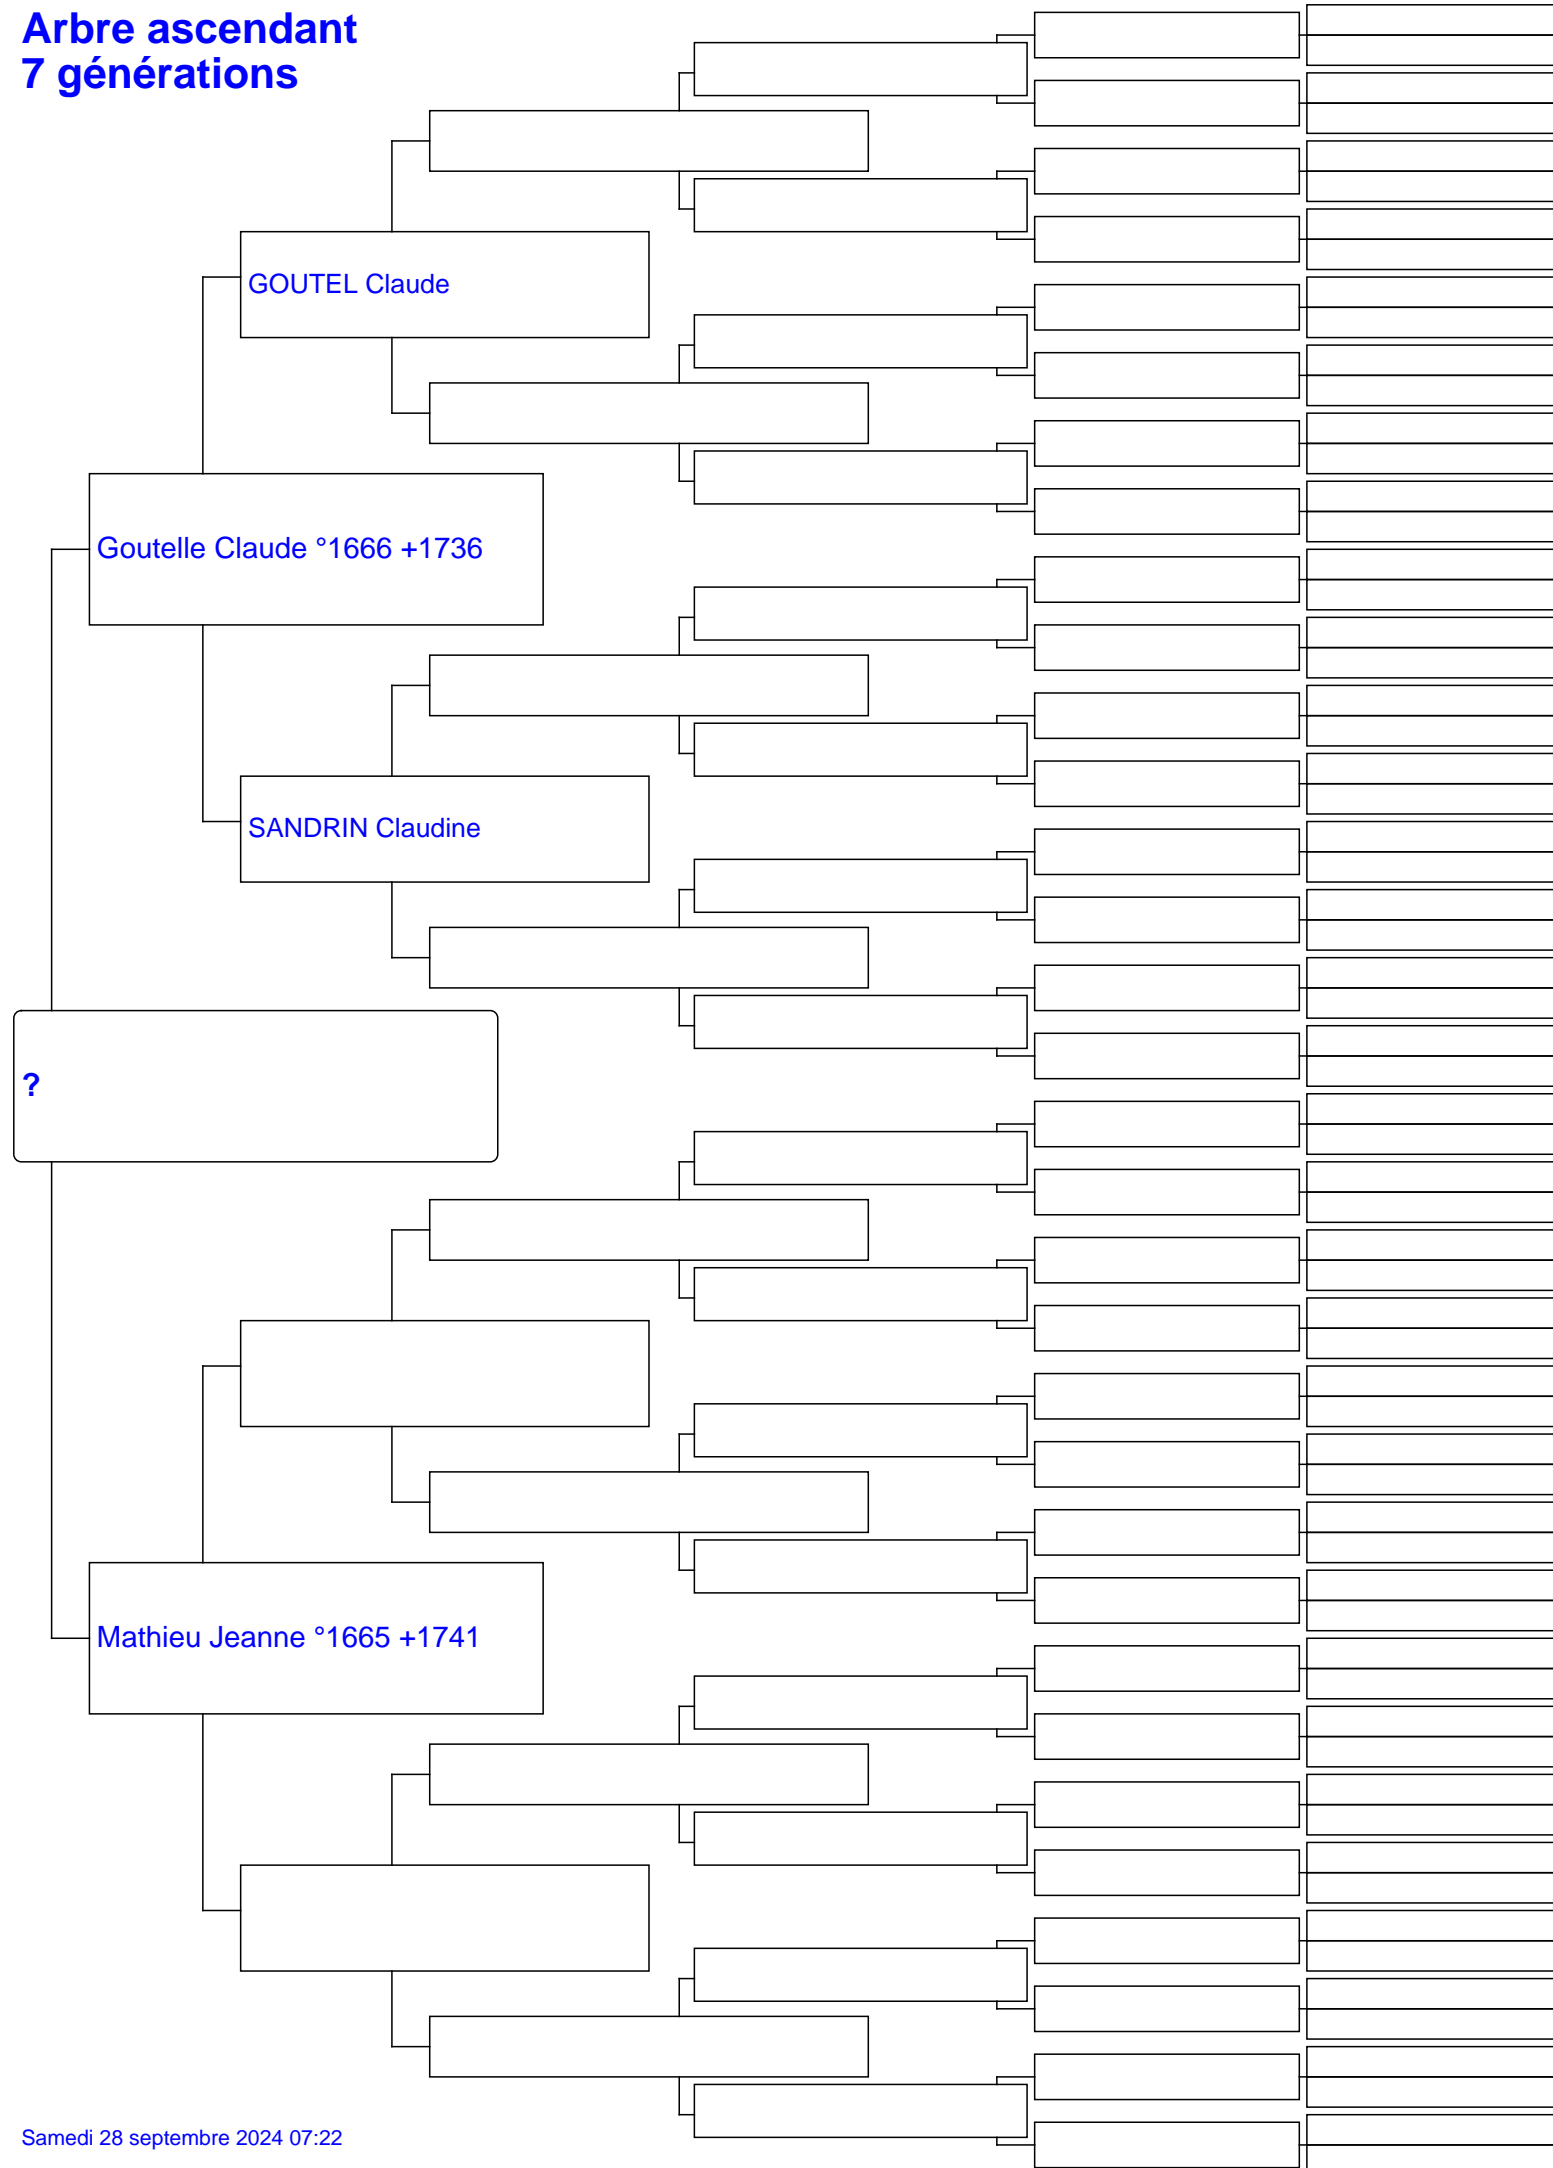 Arbre ascendant
7 générations
GOUTEL Claude
Goutelle Claude °1666 +1736
SANDRIN Claudine
?
Mathieu Jeanne °1665 +1741
Samedi 28 septembre 2024 07:22